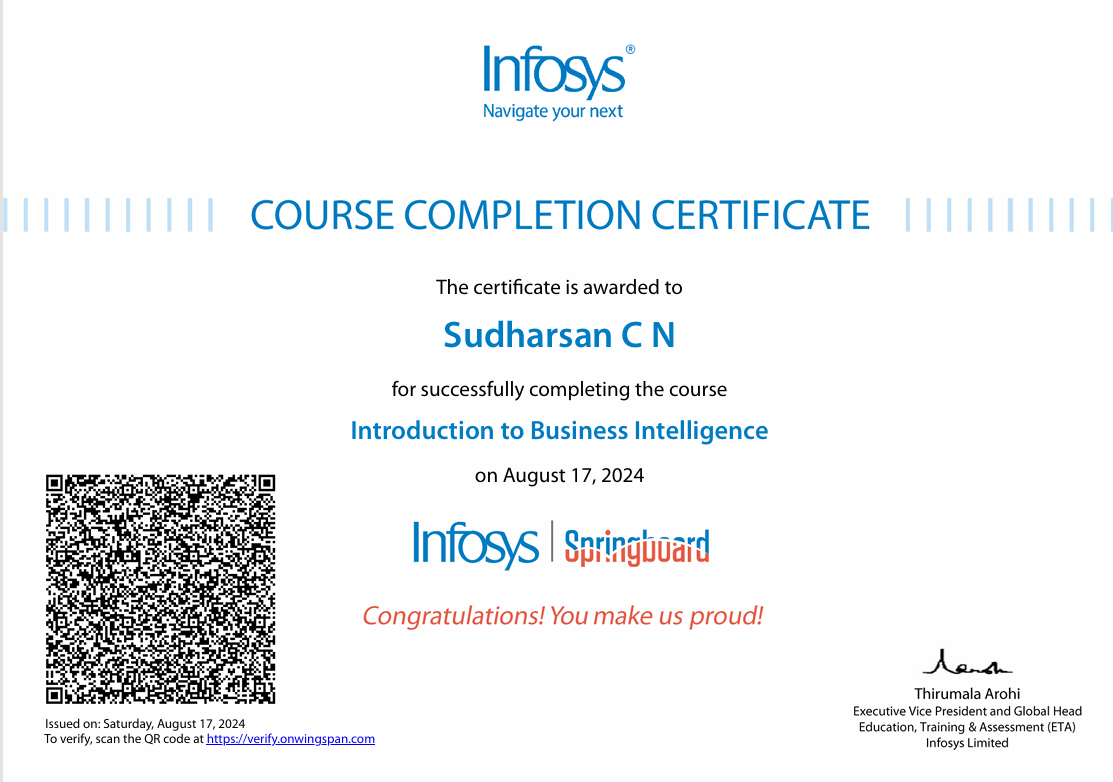 Infosys®
Navigate your next
COURSE COMPLETION CERTIFICATE
The certificate is awarded to
Sudharsan C N
for successfully completing the course
Introduction to Business Intelligence
on August 17, 2024
Infosys | Springboard
Congratulations! You make us proud!
Thirumala Arohi
Executive Vice President and Global Head
Education, Training & Assessment (ETA)
Infosys Limited
Issued on: Saturday, August 17, 2024
To verify, scan the QR code at https://verify.onwingspan.com